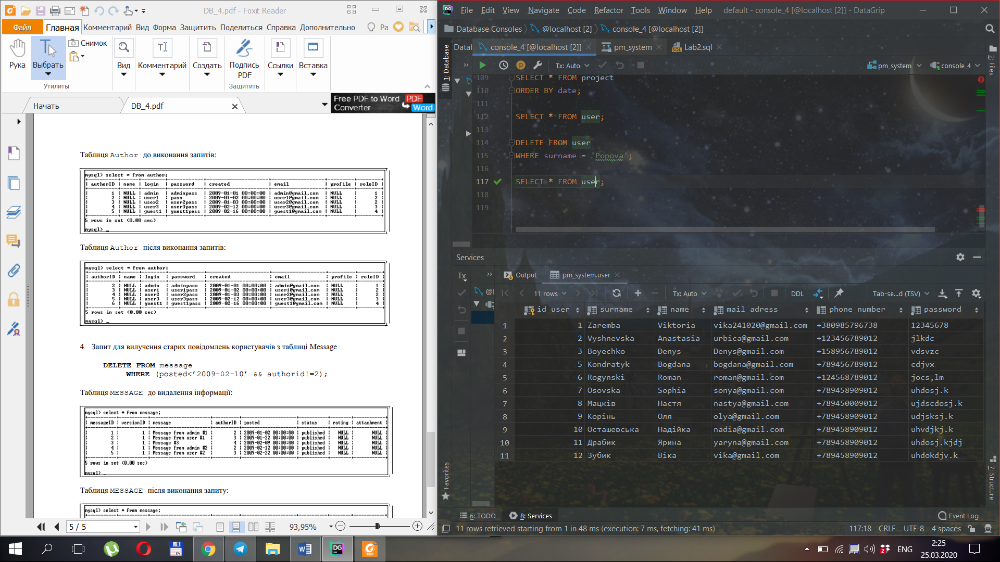 DB_4.pdf - Foxit Reader
Файл Главная Комментарий Вид Форма Защитить Поделиться Справка Дополнительно Ра
Рука
Выбрать
Снимок
Вид
Комментарий
Создать
Подпись
PDF
Ссылки
Вставка
Утилиты
Защитить
Начать
DB_4.pdf
Free PDF to Word
Converter
PDF
Word
Таблиця Author до виконання запитів:
mysql> select * from author;
authorID | name | login | password | created | email | profile | roleID
1 | NULL | admin | adminpass | 2009-01-01 00:00:00 | admin@gmail.com | NULL | 1
2 | NULL | user1 | pass | 2009-01-02 00:00:00 | user1@gmail.com | NULL | 2
3 | NULL | user2 | user2pass | 2009-01-03 00:00:00 | user2@gmail.com | NULL | 2
4 | NULL | user3 | user3pass | 2009-02-12 00:00:00 | user3@gmail.com | NULL | 3
5 | NULL | guest1 | guest1pass | 2009-02-16 00:00:00 | guest1@gmail.com | NULL | 4
5 rows in set (0.00 sec)
mysql> _
Таблиця Author після виконання запитів:
mysql> select * from author;
authorID | name | login | password | created | email | profile | roleID
2 | NULL | admin | adminpass | 2009-01-01 00:00:00 | admin@gmail.com | NULL | 1
3 | NULL | user1 | user1pass | 2009-01-02 00:00:00 | user1@gmail.com | NULL | 2
4 | NULL | user2 | user2pass | 2009-01-03 00:00:00 | user2@gmail.com | NULL | 2
5 | NULL | user3 | user3pass | 2009-02-12 00:00:00 | user3@gmail.com | NULL | 3
6 | NULL | guest1 | guest1pass | 2009-02-16 00:00:00 | guest1@gmail.com | NULL | 4
5 rows in set (0.00 sec)
mysql> _
4. Запит для вилучення старих повідомлень користувачів з таблиці Message.
DELETE FROM message
WHERE (posted<’2009-02-10’ && authorid!=2);
Таблиця MESSAGE до видалення інформації:
mysql> select * from message;
messageID | versionID | message | authorID | posted | status | rating | attachment
1 | 1 | Message from admin #1 | 2 | 2009-01-02 00:00:00 | published | NULL | NULL
2 | 1 | Message from user #1 | 3 | 2009-01-22 00:00:00 | published | NULL | NULL
3 | 1 | Message #3 | 4 | 2009-02-09 00:00:00 | published | NULL | NULL
4 | 1 | Message from admin #2 | 2 | 2009-02-12 00:00:00 | published | NULL | NULL
5 | 1 | Message from user #2 | 3 | 2009-02-22 00:00:00 | published | NULL | NULL
5 rows in set (0.00 sec)
mysql> _
Таблиця MESSAGE після виконання запиту:
mysql> select * from message;
5 / 5
93,95%
File Edit View Navigate Code Refactor Tools Window Help default - console_4 [@localhost [2]] - DataGrip
Database Consoles @localhost [2] console_4 [@localhost [2]]
Datal console_4 [@localhost [2]] pm_system Lab2.sql
Tx: Auto pm_system console_4
1: Database
2: Files
109 SELECT * FROM project
110 ORDER BY date;
111
112 SELECT * FROM user;
113
114 DELETE FROM user
115 WHERE surname = 'Popova';
116
117 SELECT * FROM user;
118
119
Services
Tx Output pm_system.user
11 rows Tx: Auto DB DDL Tab-se...d (TSV)
@l
id_user surname name mail_adress phone_number password
1 1 Zaremba Viktoria vika241020@gmail.com +380985796738 12345678
2 2 Vyshnevska Anastasia urbica@gmail.com +123456789012 jlkdc
3 3 Boyechko Denys Denys@gmail.com +158956789012 vdsvzc
4 5 Kondratyk Bogdana bogdana@gmail.com +789456789012 cdjvx
5 6 Rogynski Roman roman@gmail.com +124568789012 jocs,lm
6 7 Osovska Sophia sonya@gmail.com +789458909012 uhdosj.k
7 8 Мацків Настя nastya@gmail.com +789450009012 ujdscdosj.k
8 9 Корінь Оля olya@gmail.com +789458909012 udjsksj.k
9 10 Осташевська Надійка nadia@gmail.com +789458909012 uhvdjkj.k
10 11 Драбик Ярина yaryna@gmail.com +789458909012 uhdosj.kjdj
11 12 Зубик Віка vika@gmail.com +789458909012 uhdokdjv.k
Favorites
7: Structure
6: TODO 8: Services Event Log
11 rows retrieved starting from 1 in 48 ms (execution: 7 ms, fetching: 41 ms) 117:18 CRLF UTF-8 4 spaces
ENG
2:25
25.03.2020